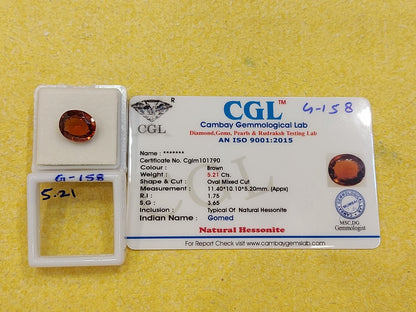 G-158
5.21
CGL
R
CGL™
G-158
Cambay Gemmological Lab
Diamond,Gems, Pearls & Rudraksh Testing Lab
AN ISO 9001:2015
Name : *******
Certificate No. Cglm101790
Colour : Brown
Weight : 5.21 Cts.
Shape & Cut : Oval Mixed Cut
Measurement : 11.40*10.10*5.20mm. (Appx)
R.I : 1.75
S.G : 3.65
Inclusion : Typical Of Natural Hessonite
Indian Name : Gomed
MSC,DG
Gemmologist
Natural Hessonite
For Report Check visit - www.cambaygemslab.com